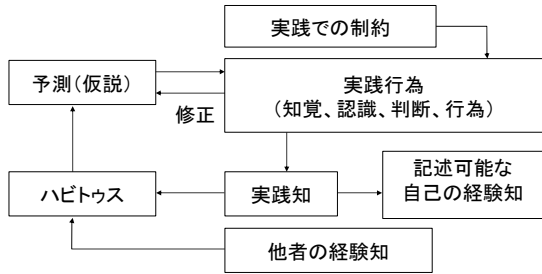 実践での制約
予測(仮説)
実践行為
(知覚、認識、判断、行為)
修正
ハビトゥス
実践知
記述可能な
自己の経験知
他者の経験知